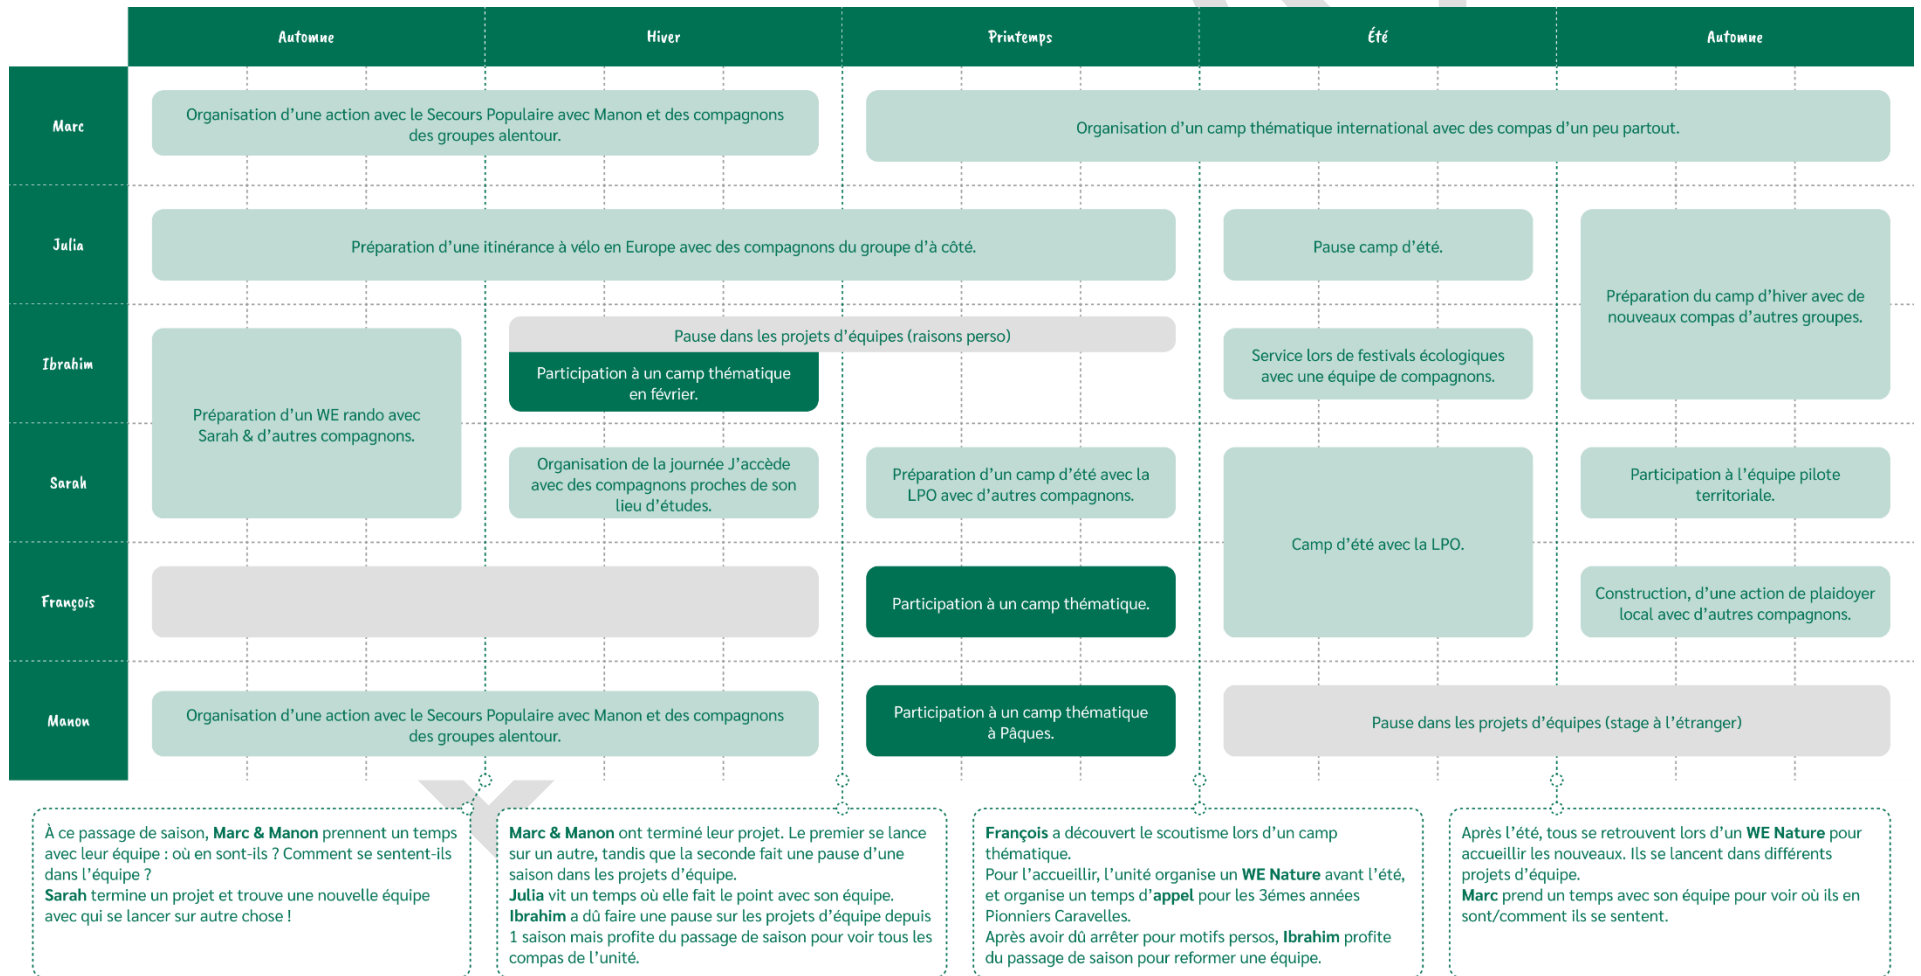 Automne
Hiver
Printemps
Été
Automne
Marc
Organisation d'une action avec le Secours Populaire avec Manon et des compagnons
des groupes alentour.
Organisation d'un camp thématique international avec des compas d'un peu partout.
Julia
Préparation d'une itinérance à vélo en Europe avec des compagnons du groupe d'à côté.
Pause camp d'été.
Préparation du camp d'hiver avec de
nouveaux compas d'autres groupes.
Ibrahim
Préparation d'un WE rando avec
Sarah & d'autres compagnons.
Pause dans les projets d'équipes (raisons perso)
Participation à un camp thématique
en février.
Service lors de festivals écologiques
avec une équipe de compagnons.
Sarah
Organisation de la journée J'accède
avec des compagnons proches de son
lieu d'études.
Préparation d'un camp d'été avec la
LPO avec d'autres compagnons.
Camp d'été avec la LPO.
Participation à l'équipe pilote
territoriale.
François
Participation à un camp thématique.
Construction, d'une action de plaidoyer
local avec d'autres compagnons.
Manon
Organisation d'une action avec le Secours Populaire avec Manon et des compagnons
des groupes alentour.
Participation à un camp thématique
à Pâques.
Pause dans les projets d'équipes (stage à l'étranger)
À ce passage de saison, Marc & Manon prennent un temps
avec leur équipe : où en sont-ils ? Comment se sentent-ils
dans l'équipe ?
Sarah termine un projet et trouve une nouvelle équipe
avec qui se lancer sur autre chose !
Marc & Manon ont terminé leur projet. Le premier se lance
sur un autre, tandis que la seconde fait une pause d'une
saison dans les projets d'équipe.
Julia vit un temps où elle fait le point avec son équipe.
Ibrahim a dû faire une pause sur les projets d'équipe depuis
1 saison mais profite du passage de saison pour voir tous les
compas de l'unité.
François a découvert le scoutisme lors d'un camp
thématique.
Pour l'accueillir, l'unité organise un WE Nature avant l'été,
et organise un temps d'appel pour les 3émes années
Pionniers Caravelles.
Après avoir dû arrêter pour motifs persos, Ibrahim profite
du passage de saison pour reformer une équipe.
Après l'été, tous se retrouvent lors d'un WE Nature pour
accueillir les nouveaux. Ils se lancent dans différents
projets d'équipe.
Marc prend un temps avec son équipe pour voir où ils en
sont/comment ils se sentent.